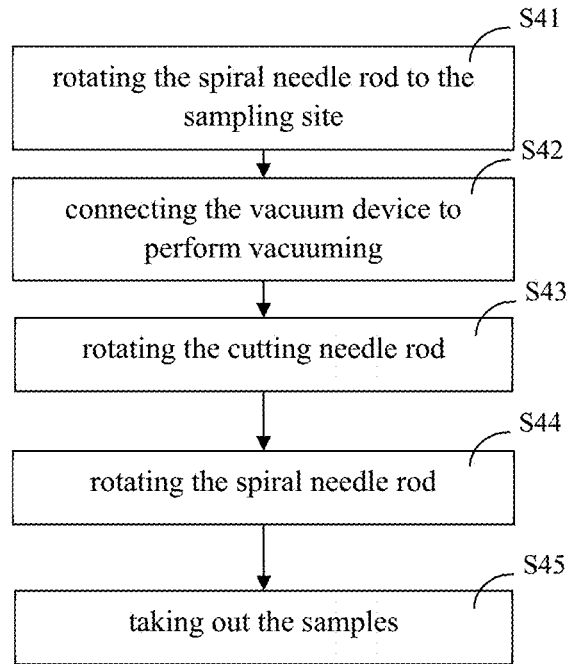 S41
rotating the spiral needle rod to the
sampling site
S42
connecting the vacuum device to
perform vacuuming
S43
rotating the cutting needle rod
S44
rotating the spiral needle rod
S45
taking out the samples